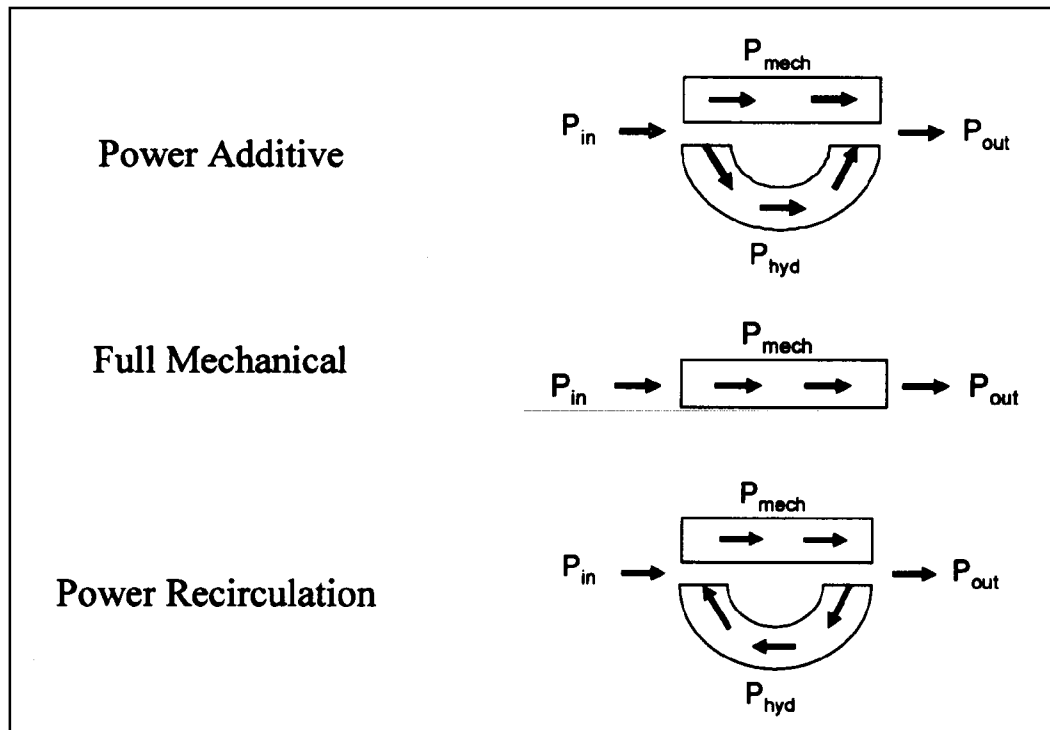 Power Additive
P_mech
P_in
P_out
P_hyd
Full Mechanical
P_mech
P_in
P_out
Power Recirculation
P_mech
P_in
P_out
P_hyd